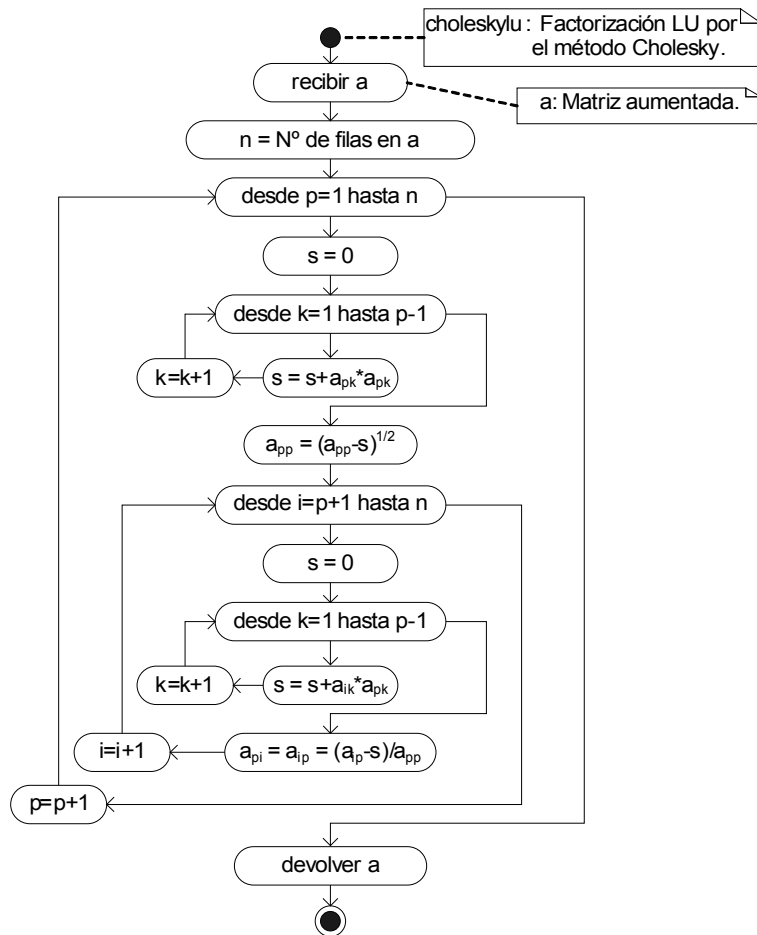 choleskylu : Factorización LU por
el método Cholesky.
recibir a
a: Matriz aumentada.
n = Nº de filas en a
desde p=1 hasta n
s = 0
desde k=1 hasta p-1
k=k+1
s = s+apk*apk
app = (app-s)1/2
desde i=p+1 hasta n
s = 0
desde k=1 hasta p-1
k=k+1
s = s+aik*apk
i=i+1
api = aip = (aip-s)/app
p=p+1
devolver a